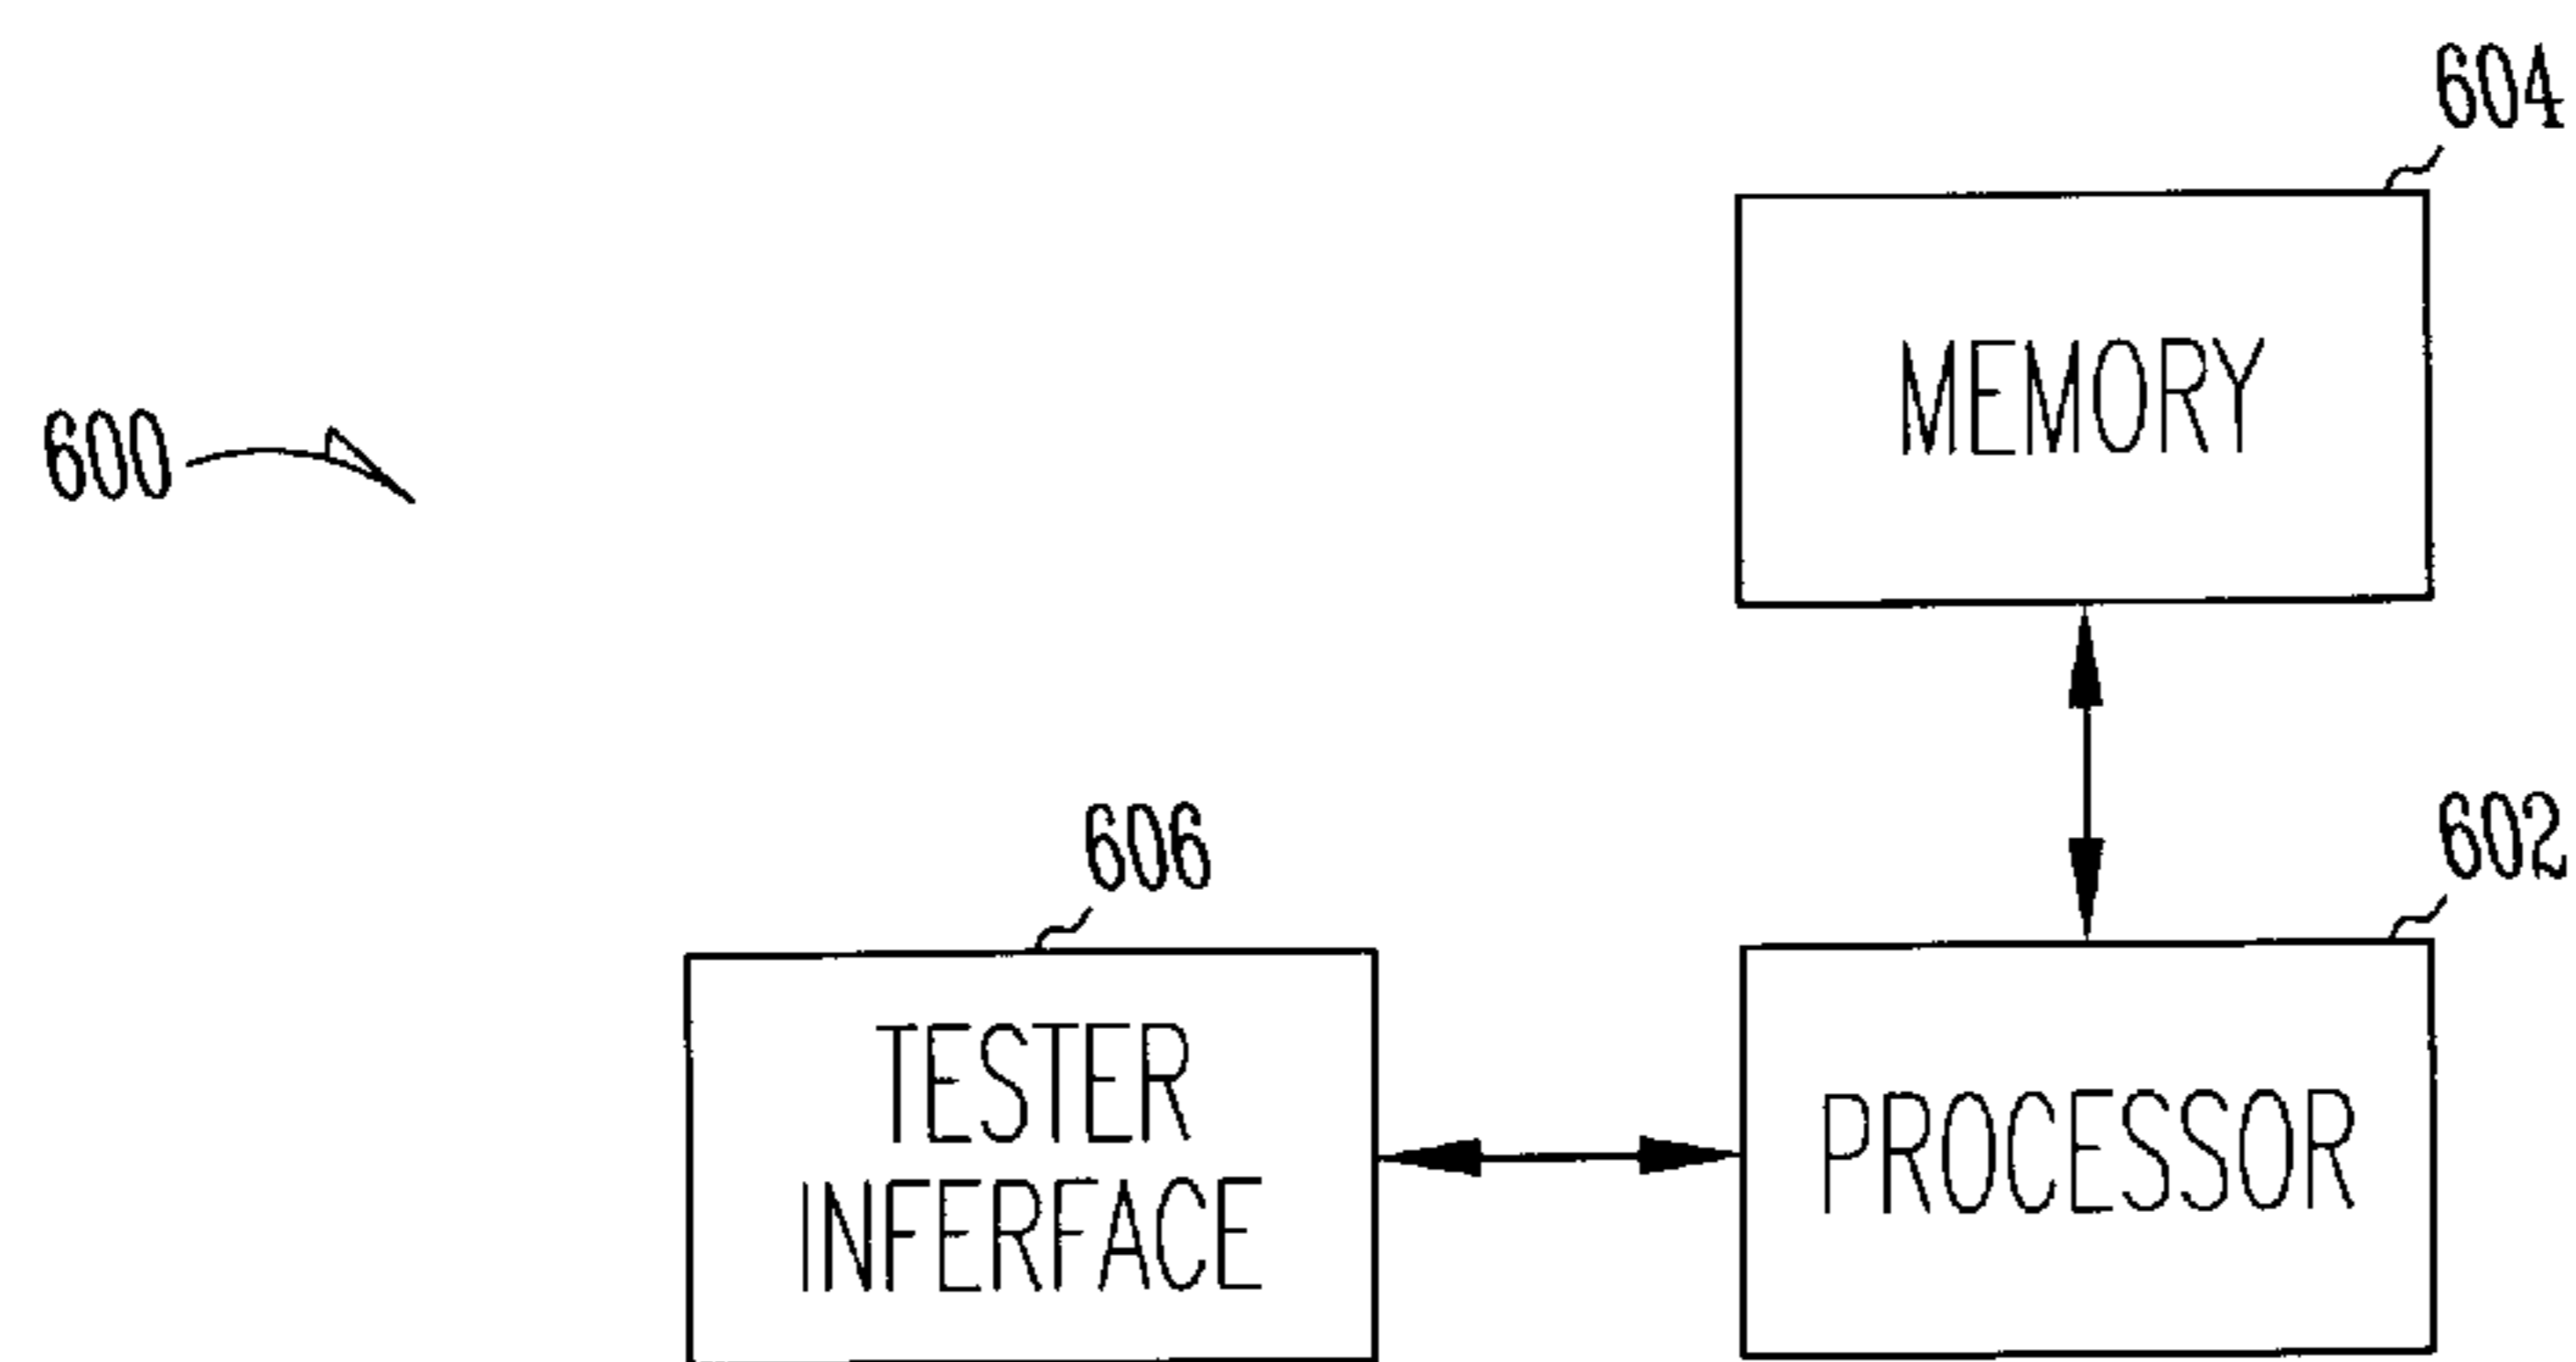 604
MEMORY
600
606
602
TESTER
INFERFACE
PROCESSOR